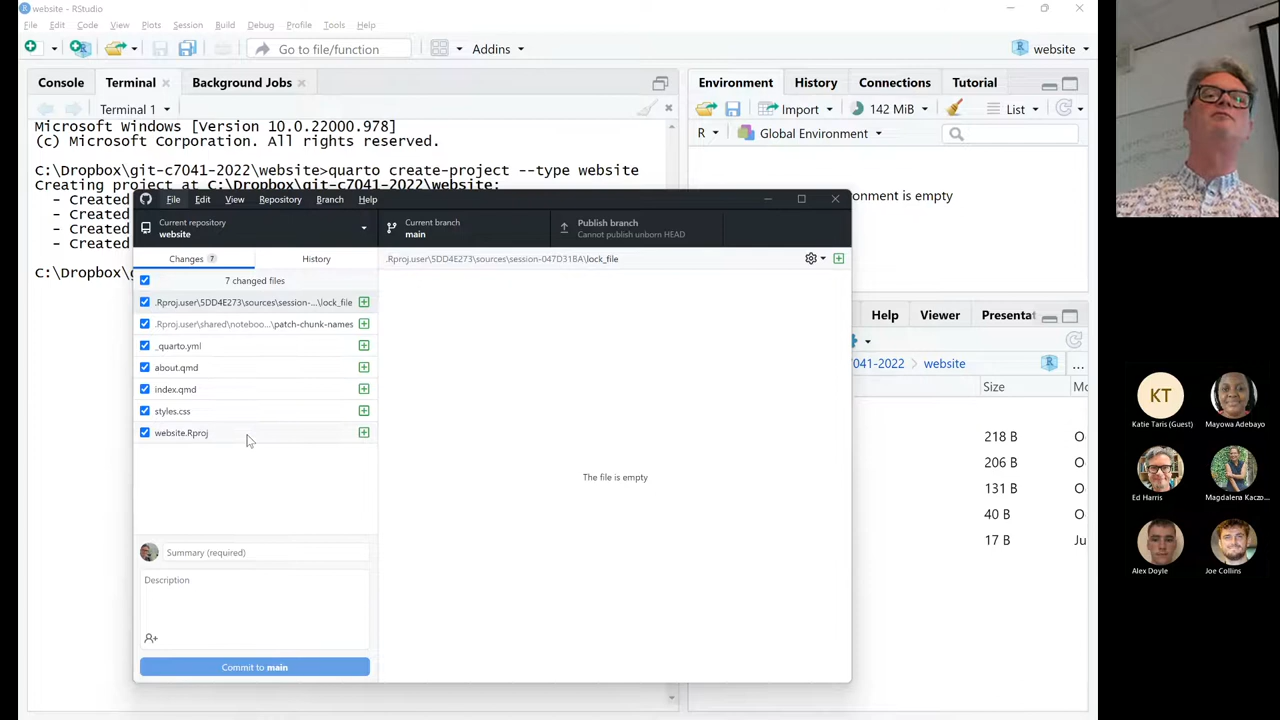 website - RStudio
File Edit Code View Plots Session Build Debug Profile Tools Help
Go to file/function
Addins
website
Console Terminal Background Jobs
Terminal 1
Microsoft Windows [Version 10.0.22000.978]
(c) Microsoft Corporation. All rights reserved.
C:\Dropbox\git-c7041-2022\website>quarto create-project --type website
Creating project at C:\Dropbox\git-c7041-2022\website:
- Created
- Created
- Created
- Created
C:\Dropbox\g
Environment History Connections Tutorial
Import 142 MiB List
R Global Environment
ronment is empty
Help Viewer Presentat
041-2022 website ...
Size Mo
218 B O
206 B O
131 B O
40 B O
17 B Ju
File Edit View Repository Branch Help
Current repository
website
Current branch
main
Publish branch
Cannot publish unborn HEAD
Changes 7 History
.Rproj.user\5DD4E273\sources\session-047D31BA\lock_file
7 changed files
.Rproj.user\5DD4E273\sources\session-...\lock_file
.Rproj.user\shared\noteboo...\patch-chunk-names
_quarto.yml
about.qmd
index.qmd
styles.css
website.Rproj
The file is empty
Summary (required)
Description
Commit to main
KT
Katie Taris (Guest) Mayowa Adebayo
Ed Harris Magdalena Kaczo...
Alex Doyle Joe Collins